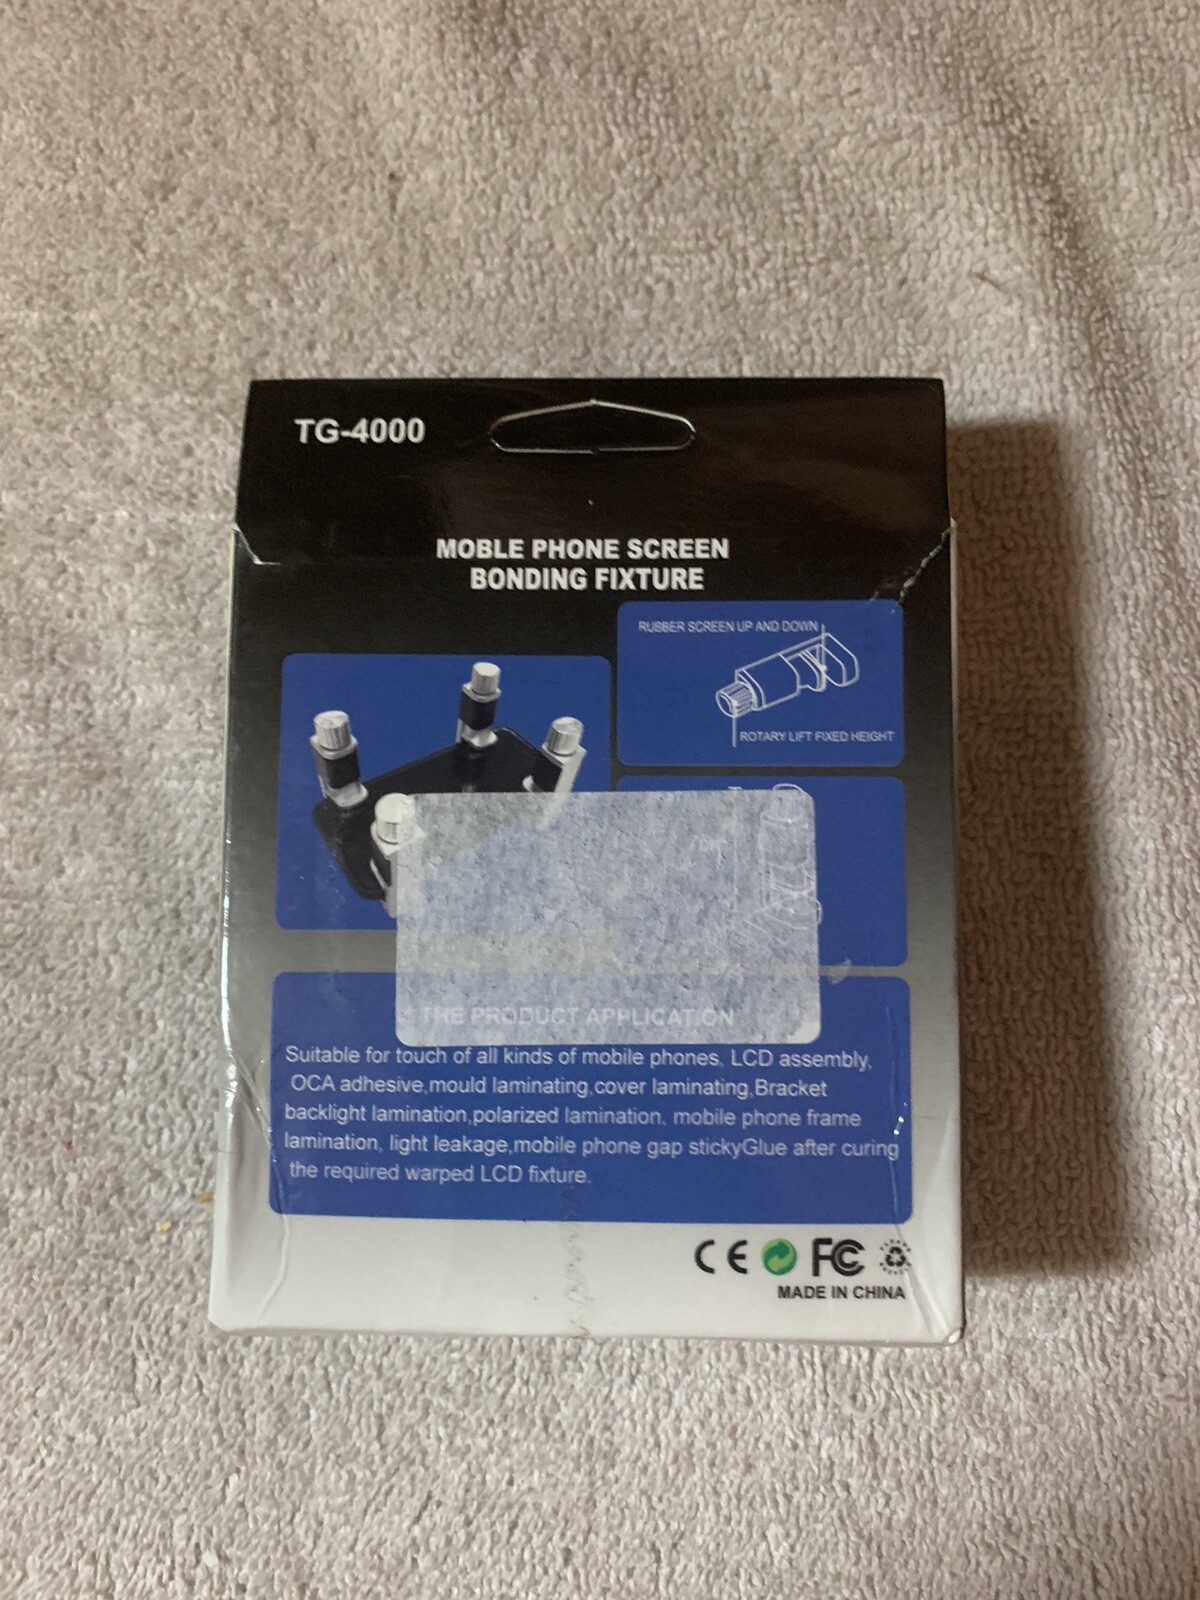 TG-4000
MOBLE PHONE SCREEN
BONDING FIXTURE
RUBBER SCREEN UP AND DOWN
ROTARY LIFT FIXED HEIGHT
THE PRODUCT APPLICATION
Suitable for touch of all kinds of mobile phones, LCD assembly,
OCA adhesive,mould laminating,cover laminating,Bracket
backlight lamination,polarized lamination, mobile phone frame
lamination, light leakage,mobile phone gap stickyGlue after curing
the required warped LCD fixture.
CE FC
MADE IN CHINA